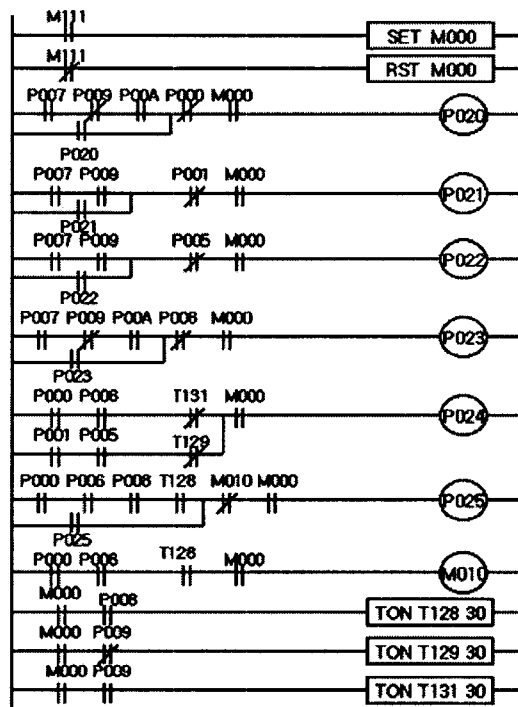 M111
SET M000
M111
RST M000
P007 P009 P00A P000 M000
P020
P020
P007 P009 P001 M000
P021
P021
P007 P009 P005 M000
P022
P022
P007 P009 P00A P006 M000
P023
P023
P000 P006 T131 M000
P024
P001 P005 T129
P000 P006 P008 T128 M010 M000
P025
P025
P000 P006 T128 M000
M010
M000 P008
TON T128 30
M000 P009
TON T129 30
M000 P009
TON T131 30